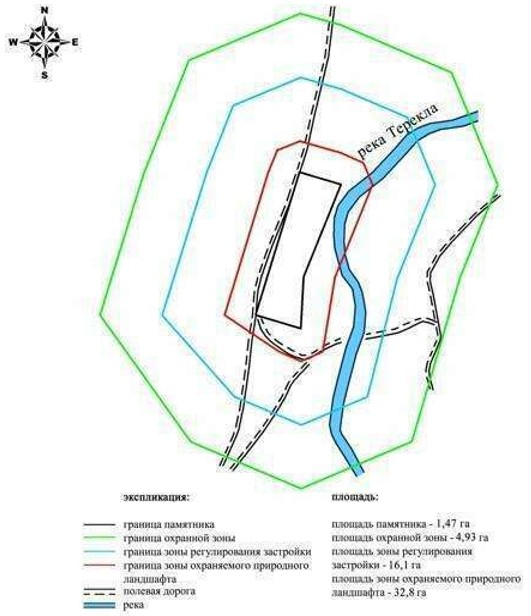 N
W E
S
река Терекла
экспликация:
граница памятника
граница охранной зоны
граница зоны регулирования застройки
граница зоны охраняемого природного
ландшафта
полевая дорога
река
площадь:
площадь памятника - 1,47 га
площадь охранной зоны - 4,93 га
площадь зоны регулирования
застройки - 16,1 га
площадь зоны охраняемого природного
ландшафта - 32,8 га